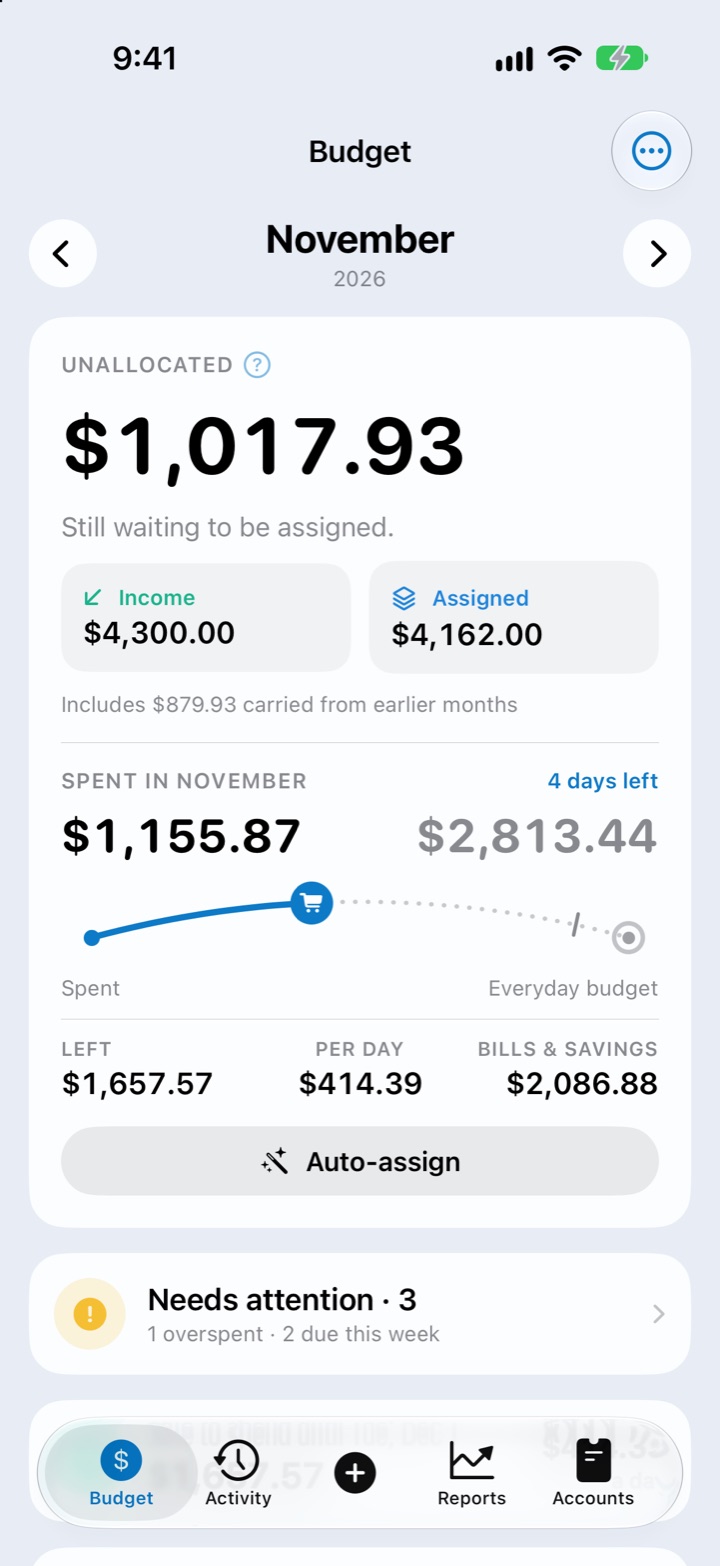 9:41
Budget
November
2026
UNALLOCATED ?
$1,017.93
Still waiting to be assigned.
Income
$4,300.00
Assigned
$4,162.00
Includes $879.93 carried from earlier months
SPENT IN NOVEMBER
4 days left
$1,155.87
$2,813.44
Spent
Everyday budget
LEFT
$1,657.57
PER DAY
$414.39
BILLS & SAVINGS
$2,086.88
Auto-assign
Needs attention · 3
1 overspent · 2 due this week
$1,657.57
$
Budget
Activity
Reports
Accounts